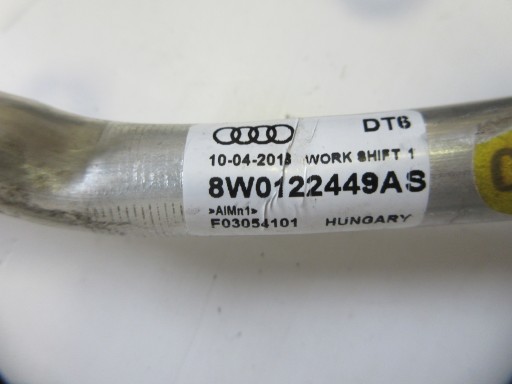 DT6
10-04-2018 WORK SHIFT 1
8W0122449AS
>AlMn1<
F03054101 HUNGARY